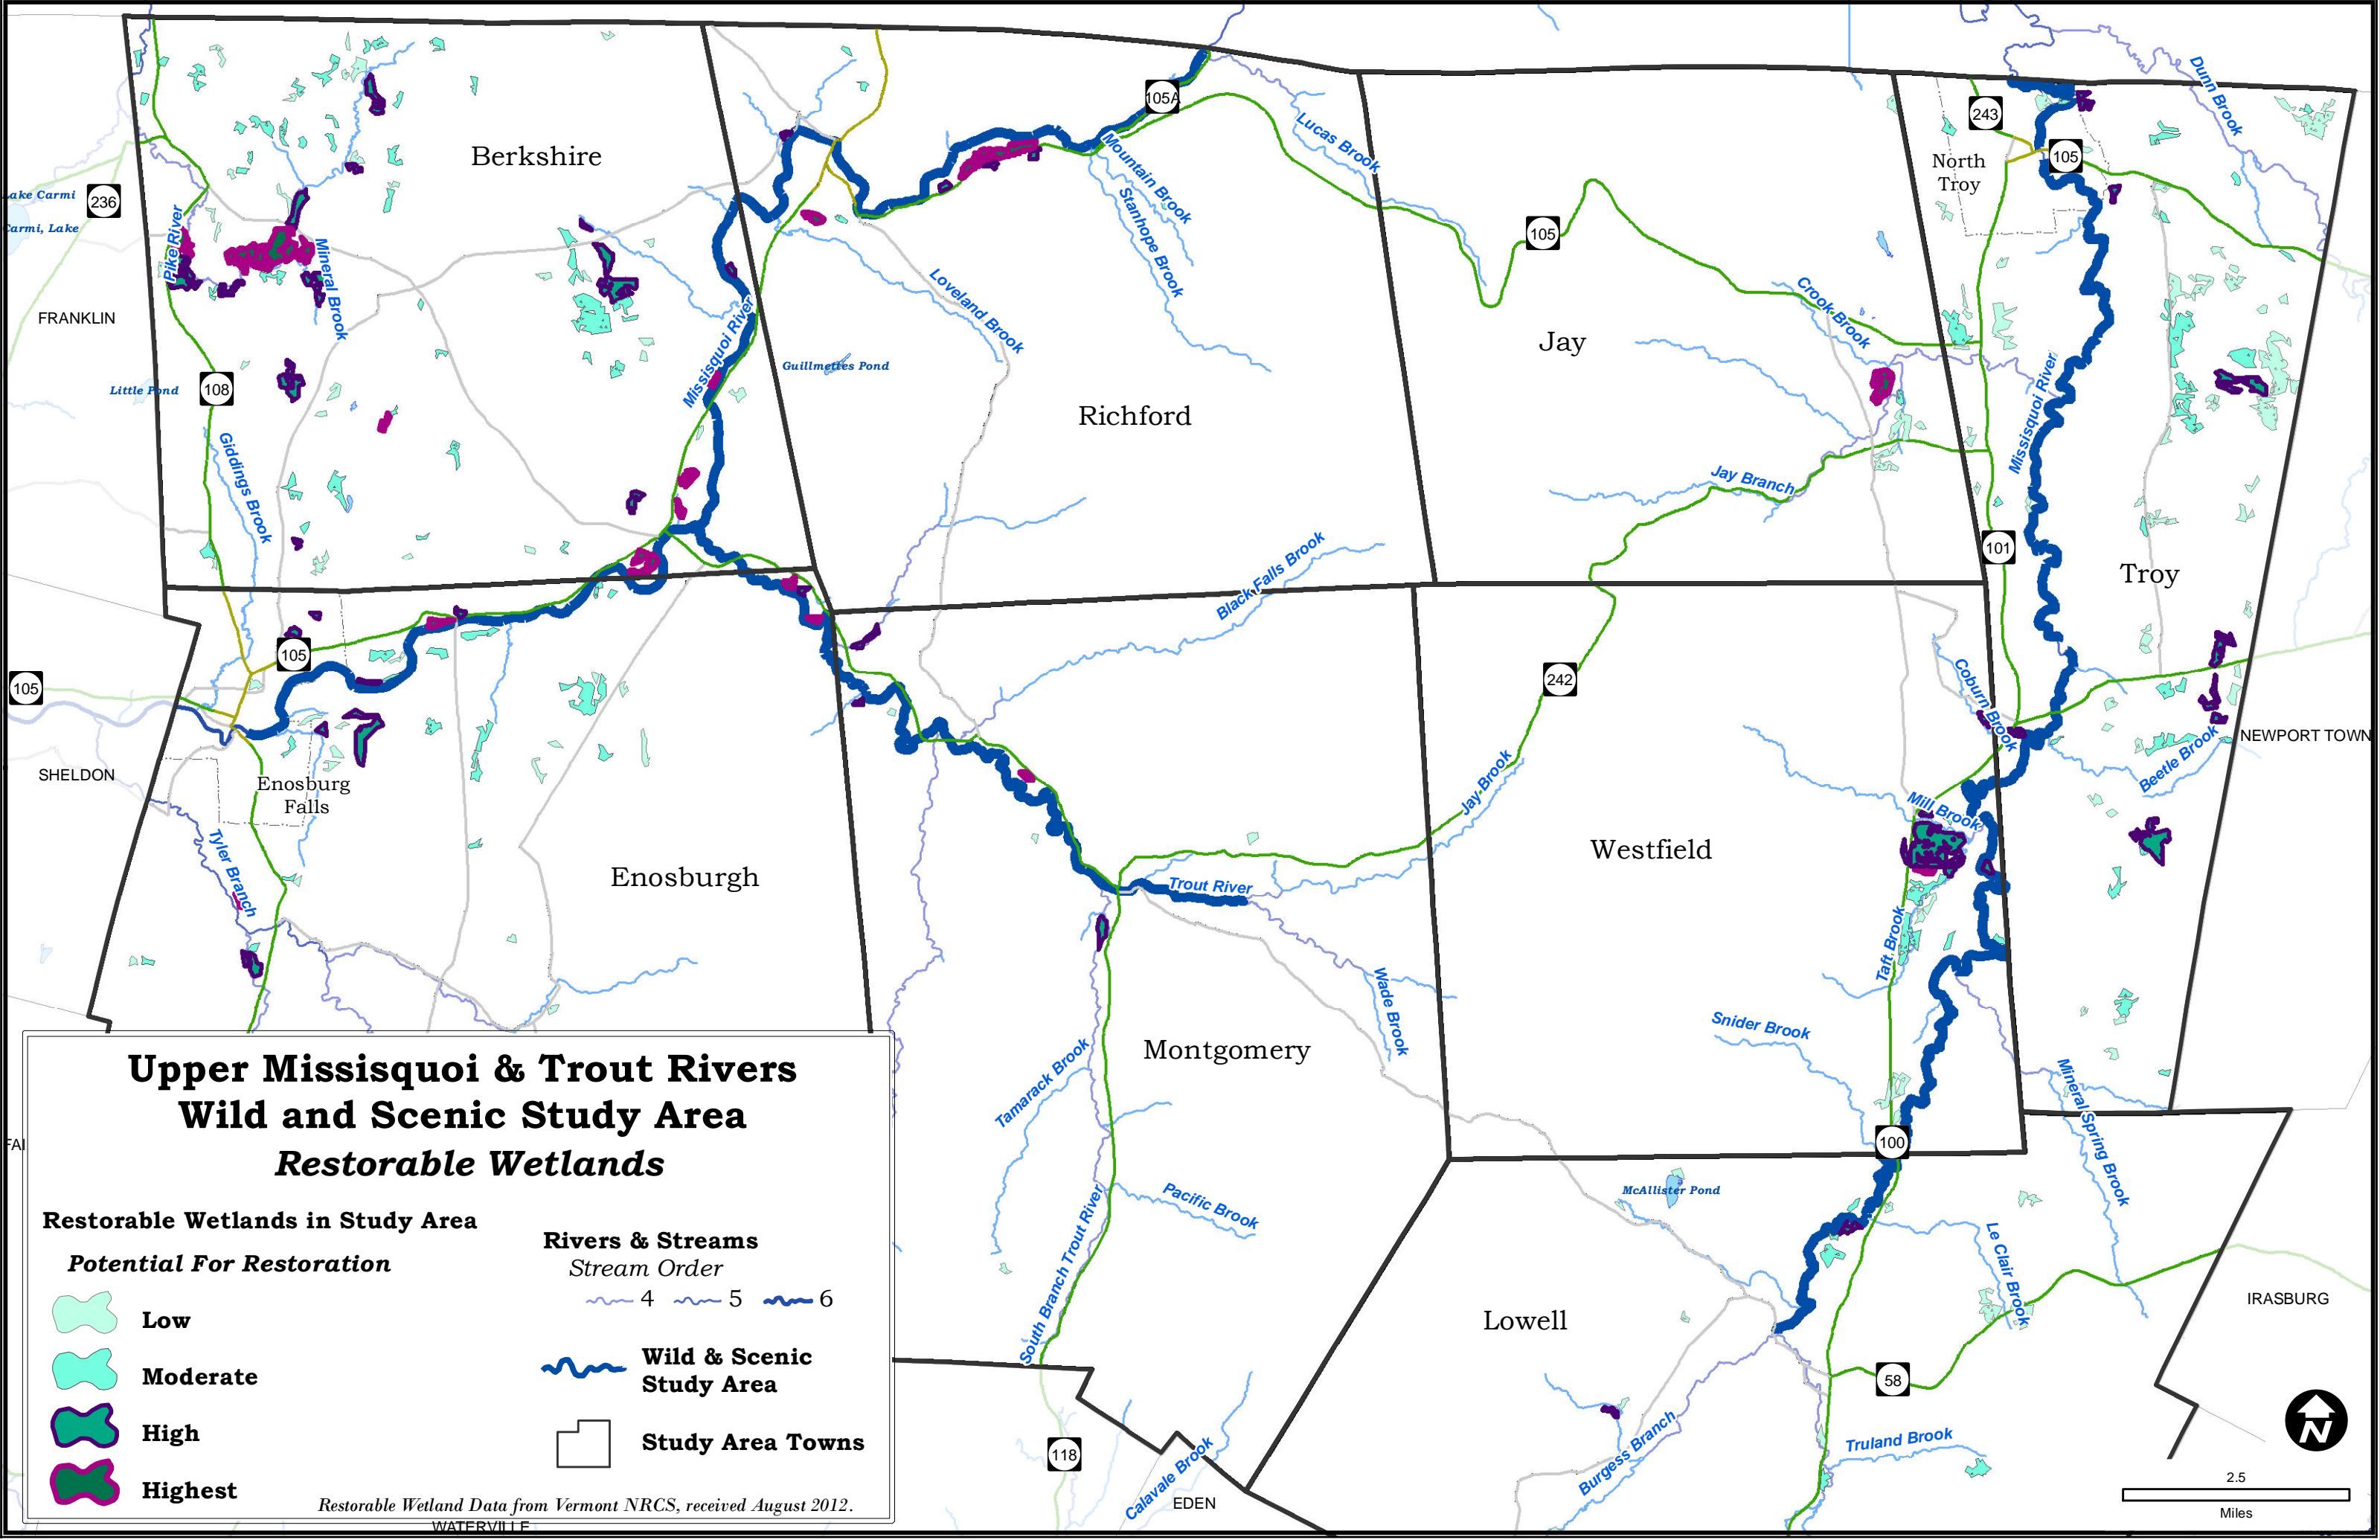 Dunn Brook
105A
243
Lucas Brook
Mountain Brook
Berkshire
105
North
Troy
Lake Carmi
236
Carmi, Lake
Stanhope Brook
Pike River
Mineral Brook
105
Loveland Brook
Crook Brook
FRANKLIN
Missisquoi River
Jay
Guillmettes Pond
Little Pond
108
Missisquoi River
Richford
Giddings Brook
Jay Branch
101
Black Falls Brook
Troy
105
105
242
Coburn Brook
NEWPORT TOWN
SHELDON
Enosburg
Falls
Jay Brook
Beetle Brook
Mill Brook
Westfield
Tyler Branch
Enosburgh
Trout River
Taft Brook
Wade Brook
Snider Brook
Montgomery
Tamarack Brook
Mineral Spring Brook
100
FAI
Pacific Brook
McAllister Pond
South Branch Trout River
Le Clair Brook
Lowell
IRASBURG
58
118
Calavale Brook
EDEN
Burgess Branch
Truland Brook
Upper Missisquoi & Trout Rivers
Wild and Scenic Study Area
Restorable Wetlands
Restorable Wetlands in Study Area
Potential For Restoration
Low
Moderate
High
Highest
Rivers & Streams
Stream Order
4 5 6
Wild & Scenic
Study Area
Study Area Towns
Restorable Wetland Data from Vermont NRCS, received August 2012.
WATERVILLE
N
2.5
Miles